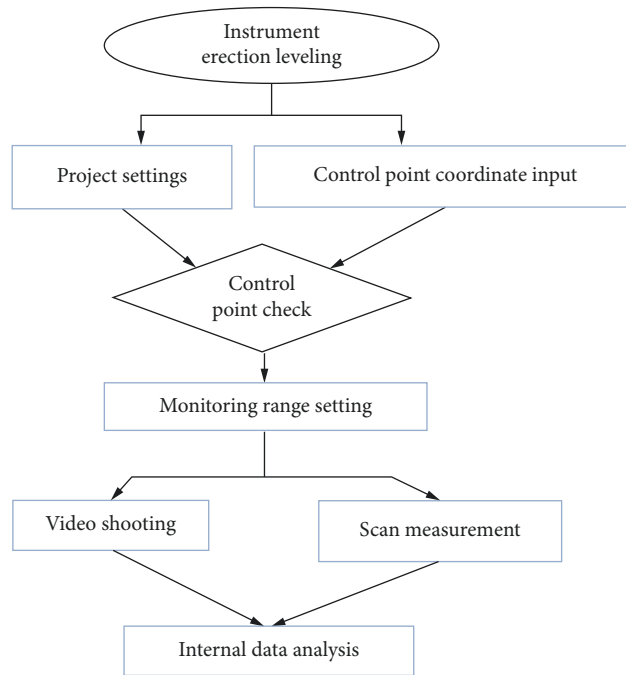 Instrument
erection leveling
Project settings
Control point coordinate input
Control
point check
Monitoring range setting
Video shooting
Scan measurement
Internal data analysis